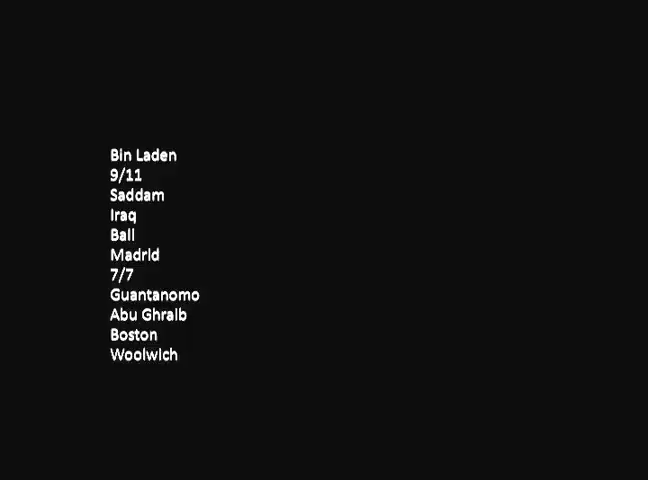 Bin Laden
9/11
Saddam
Iraq
Bali
Madrid
7/7
Guantanomo
Abu Ghraib
Boston
Woolwich